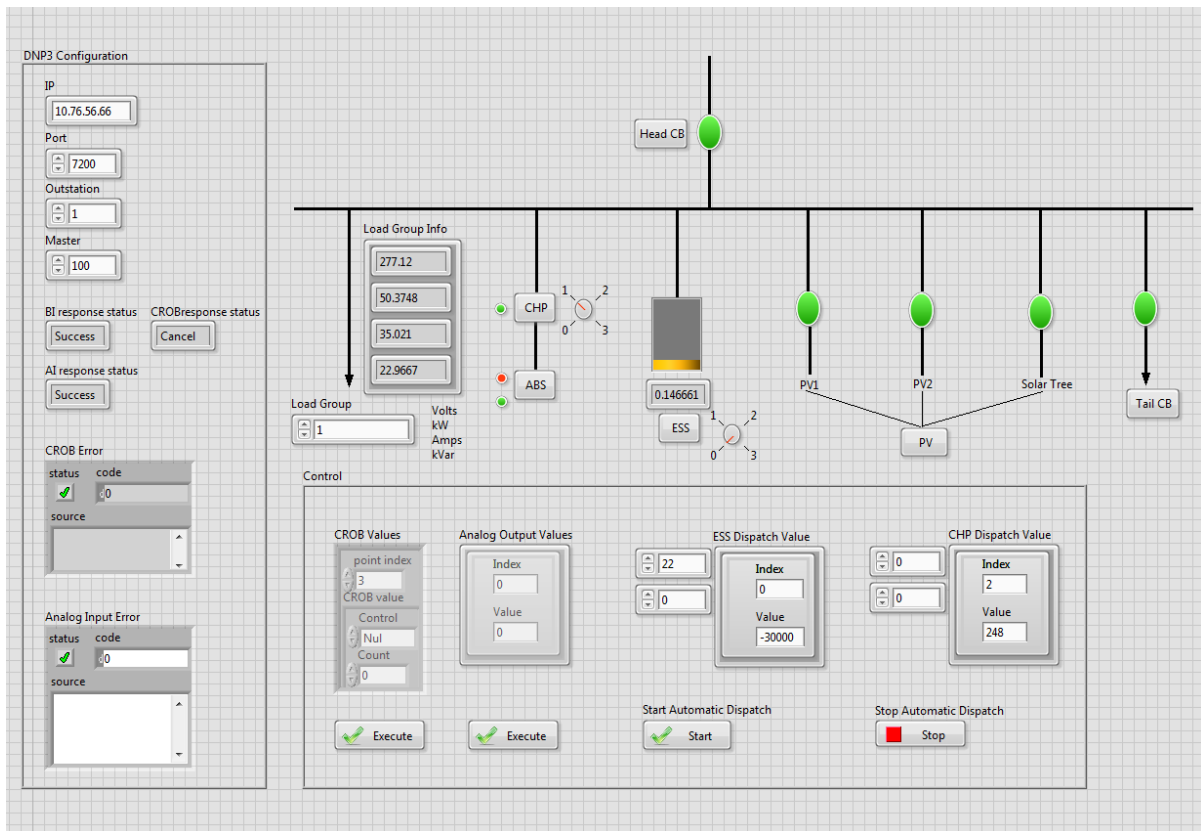 DNP3 Configuration
IP
10.76.56.66
Port
7200
Outstation
1
Master
100
BI response status
Success
CROBresponse status
Cancel
AI response status
Success
CROB Error
status
code
0
source
Analog Input Error
status
code
0
source
Head CB
Load Group Info
277.12
50.3748
35.021
22.9667
Load Group
1
Volts
kW
Amps
kVar
CHP
0
1
2
3
ABS
0.146661
ESS
0
1
2
3
PV1
PV2
Solar Tree
PV
Tail CB
Control
CROB Values
point index
3
CROB value
Control
Nul
Count
0
Execute
Analog Output Values
Index
0
Value
0
Execute
ESS Dispatch Value
22
0
Index
0
Value
-30000
Start Automatic Dispatch
Start
CHP Dispatch Value
0
0
Index
2
Value
248
Stop Automatic Dispatch
Stop